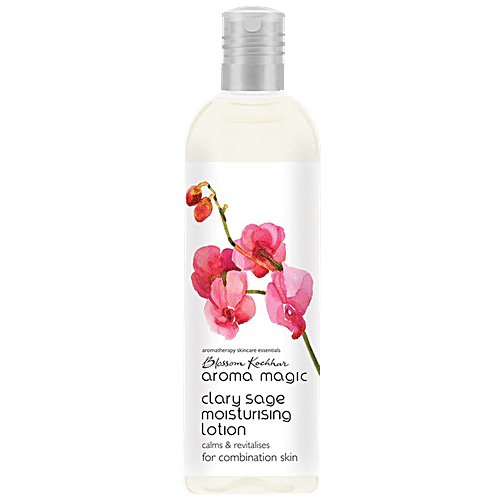 aromatherapy skincare essentials
Blossom Kochhar
aroma magic
clary sage
moisturising
lotion
calms & revitalises
for combination skin